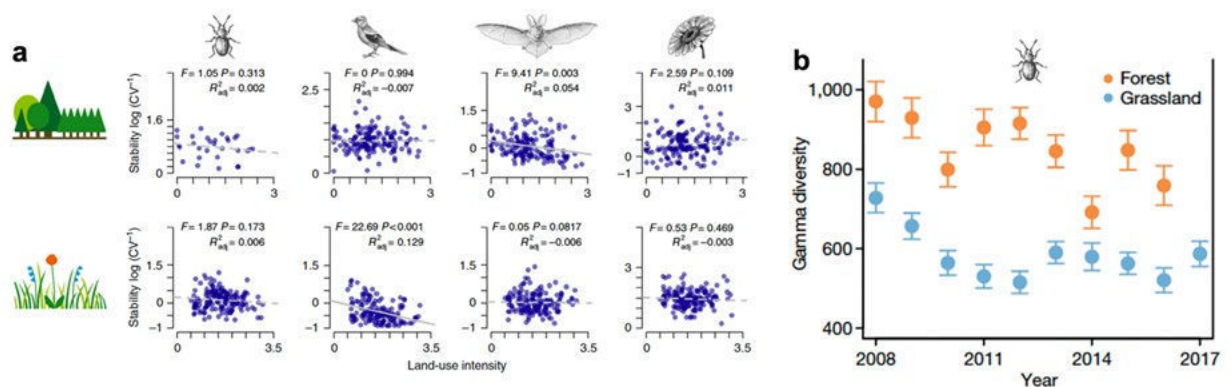 a
F = 1.05 P = 0.313
R²adj = 0.002
F = 0 P = 0.994
R²adj = −0.007
F = 9.41 P = 0.003
R²adj = 0.054
F = 2.59 P = 0.109
R²adj = 0.011
Stability log (CV⁻¹)
1.6
0
0 3
2.5
0
0 3
3
1
0
−1
0 3
3
1
0
−1
0 3
F = 1.87 P = 0.173
R²adj = 0.006
F = 22.69 P<0.001
R²adj = 0.129
F = 0.05 P = 0.0817
R²adj = −0.006
F = 0.53 P = 0.469
R²adj = −0.003
Stability log (CV⁻¹)
1.5
0
−1
0 3.5
1.5
0
−1
0 3.5
1.5
0
−1
0 3.5
3
0
0 3.5
Land-use intensity
b
Forest
Grassland
Gamma diversity
1,000
800
600
400
2008 2011 2014 2017
Year